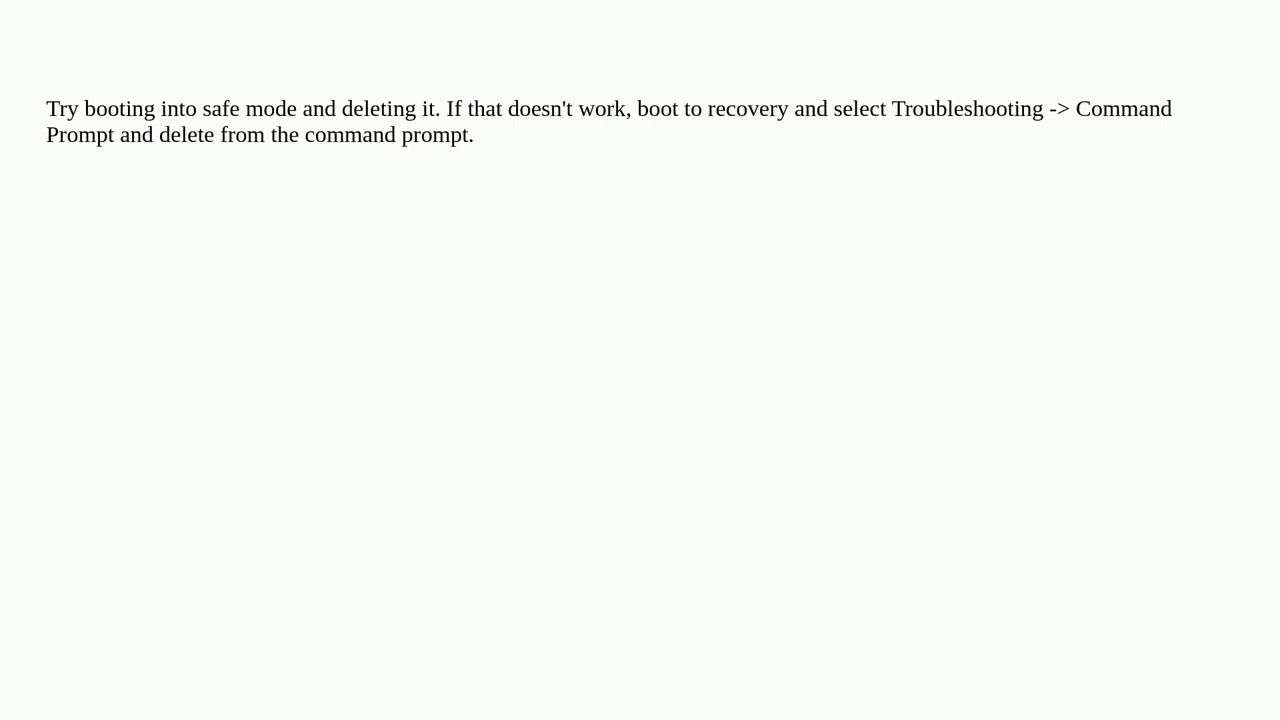 Try booting into safe mode and deleting it. If that doesn't work, boot to recovery and select Troubleshooting -> Command
Prompt and delete from the command prompt.